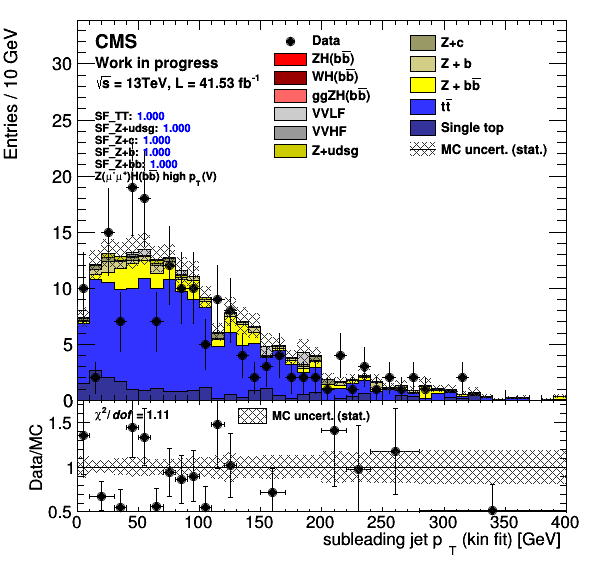 CMS
Work in progress
√s = 13TeV, L = 41.53 fb⁻¹
SF_TT: 1.000
SF_Z+udsg: 1.000
SF_Z+c: 1.000
SF_Z+b: 1.000
SF_Z+bb: 1.000
Z(μ⁻μ⁺)H(bb̅) high p_T(V)
Data
ZH(bb̅)
WH(bb̅)
ggZH(bb̅)
VVLF
VVHF
Z+udsg
Z+c
Z + b
Z + bb̅
tt̅
Single top
MC uncert. (stat.)
Entries / 10 GeV
30
25
20
15
10
5
0
χ²/dof = 1.11
MC uncert. (stat.)
Data/MC
1.5
1
0.5
0 50 100 150 200 250 300 350 400
subleading jet p_T (kin fit) [GeV]